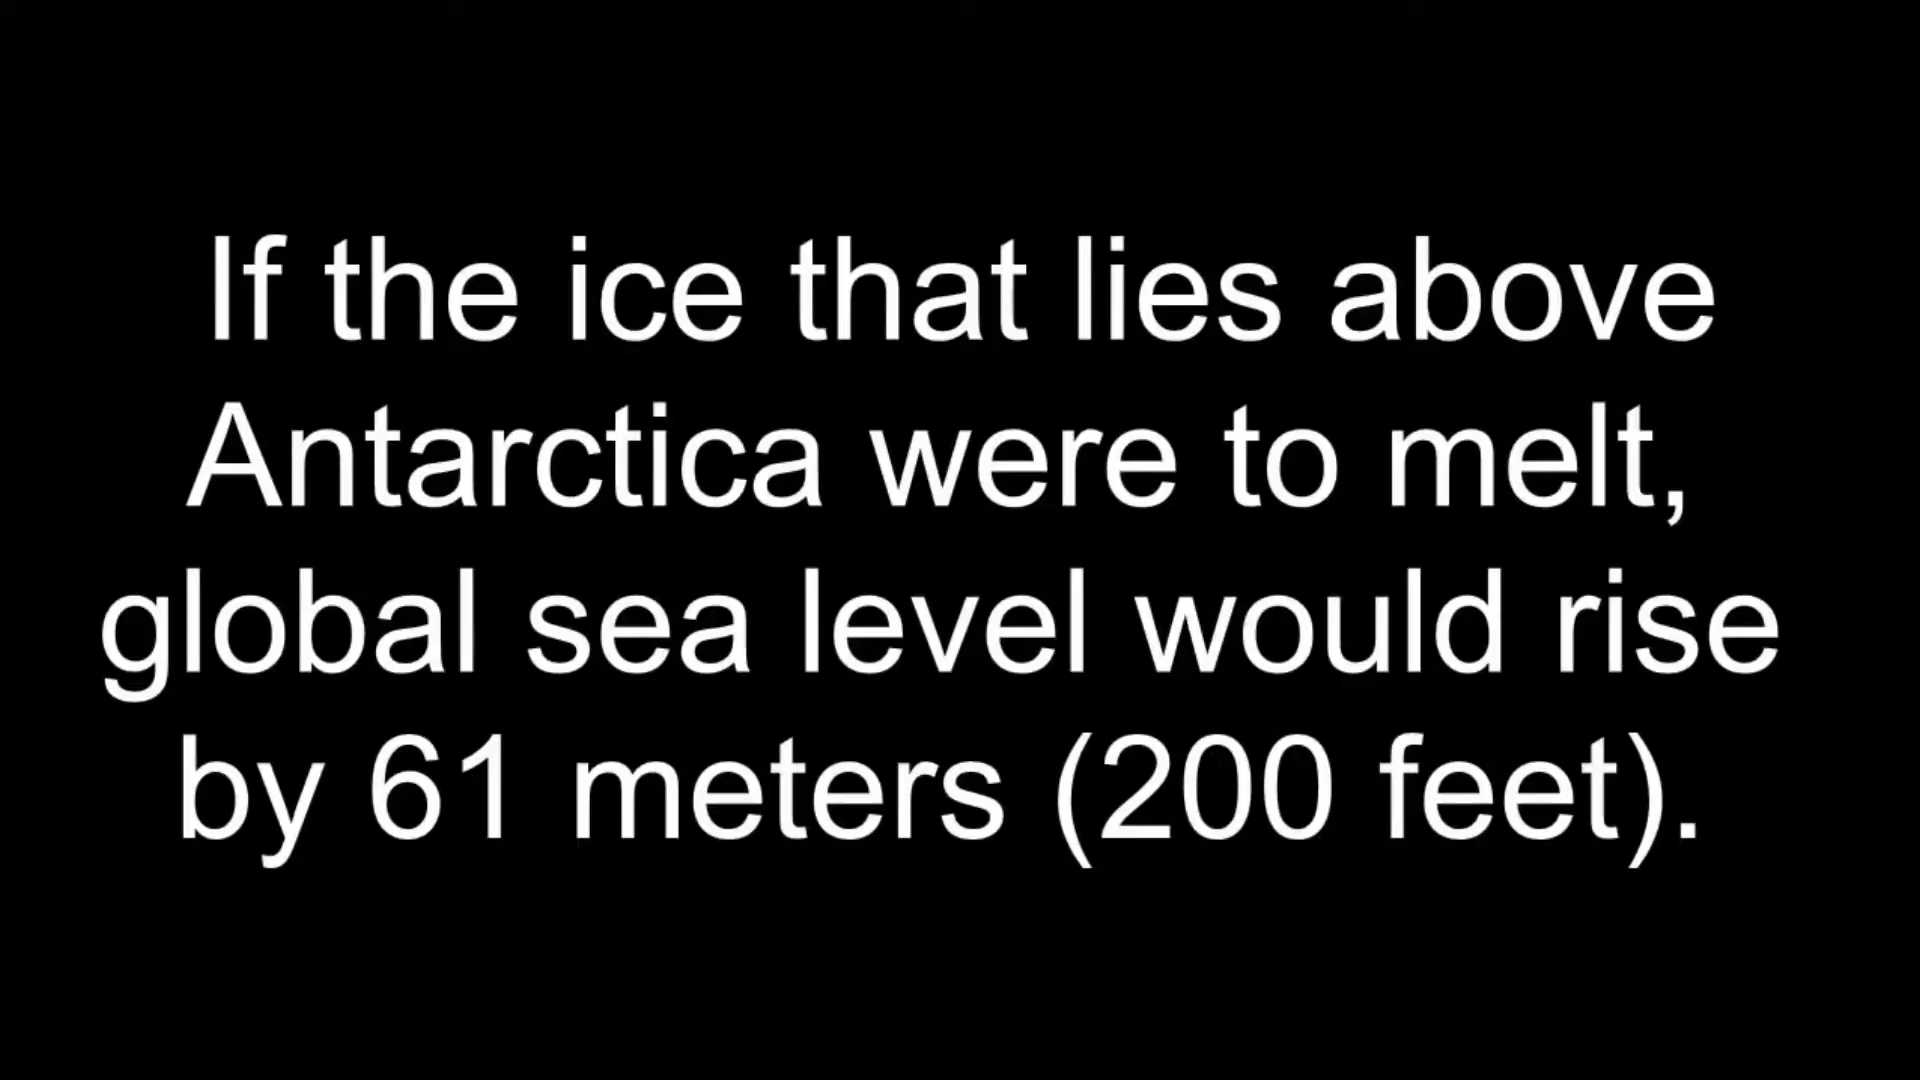 If the ice that lies above
Antarctica were to melt,
global sea level would rise
by 61 meters (200 feet).